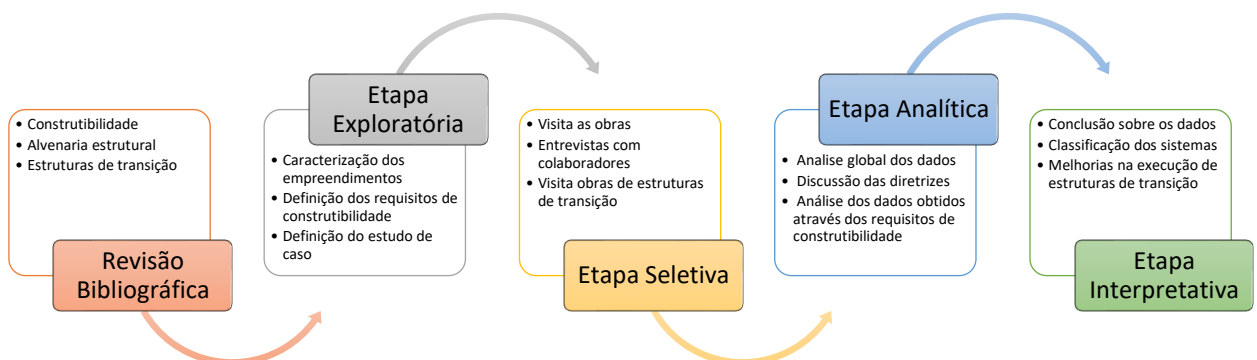 • Construtibilidade
• Alvenaria estrutural
• Estruturas de transição
Revisão
Bibliográfica
Etapa
Exploratória
• Caracterização dos
empreendimentos
• Definição dos requisitos de
construtibilidade
• Definição do estudo de
caso
• Visita as obras
• Entrevistas com
colaboradores
• Visita obras de estruturas
de transição
Etapa Seletiva
Etapa Analítica
• Analise global dos dados
• Discussão das diretrizes
• Análise dos dados obtidos
através dos requisitos de
construtibilidade
• Conclusão sobre os dados
• Classificação dos sistemas
• Melhorias na execução de
estruturas de transição
Etapa
Interpretativa